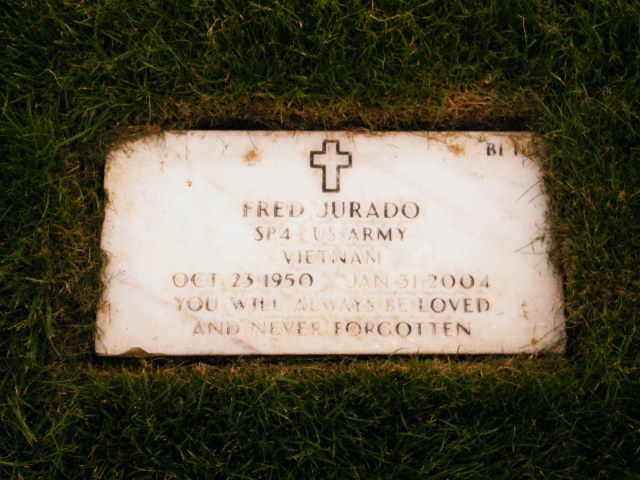 B1
FRED JURADO
SP4 US ARMY
VIETNAM
OCT 23 1950 JAN 31 2004
YOU WILL ALWAYS BE LOVED
AND NEVER FORGOTTEN